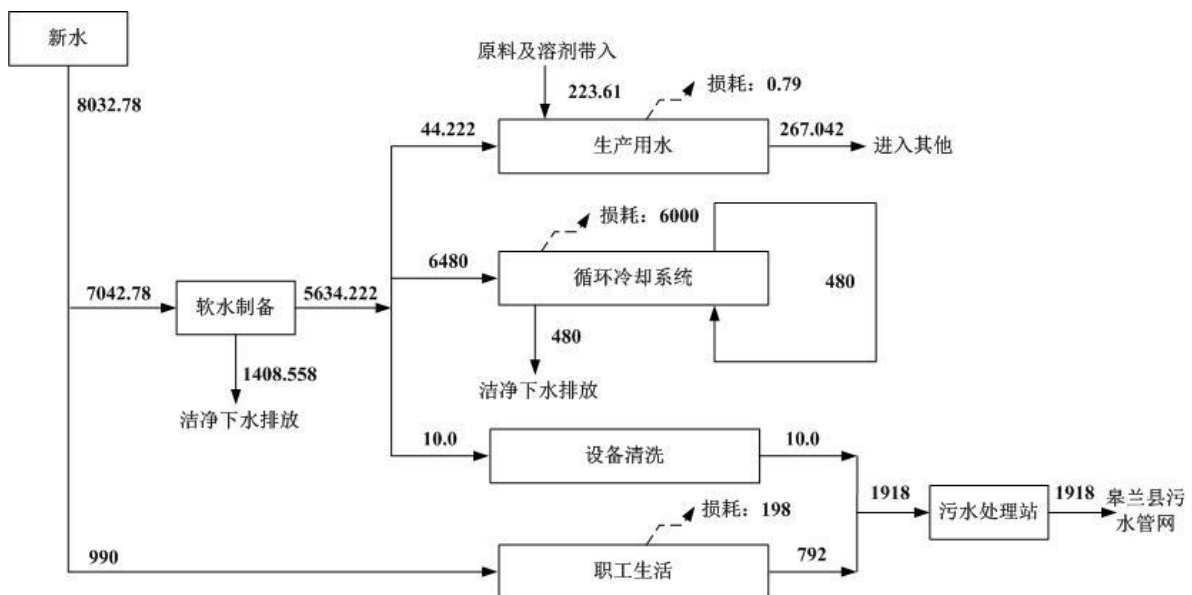 新水
8032.78
原料及溶剂带入
223.61
损耗：0.79
44.222
生产用水
267.042
进入其他
损耗：6000
6480
循环冷却系统
480
480
洁净下水排放
7042.78
软水制备
5634.222
1408.558
洁净下水排放
10.0
设备清洗
10.0
损耗：198
990
职工生活
792
1918
污水处理站
1918
皋兰县污
水管网